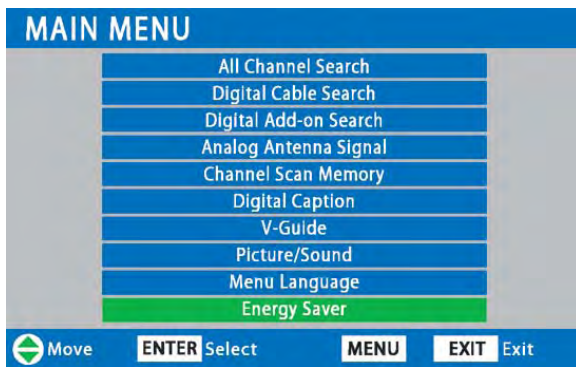 MAIN MENU
All Channel Search
Digital Cable Search
Digital Add-on Search
Analog Antenna Signal
Channel Scan Memory
Digital Caption
V-Guide
Picture/Sound
Menu Language
Energy Saver
Move ENTER Select MENU EXIT Exit